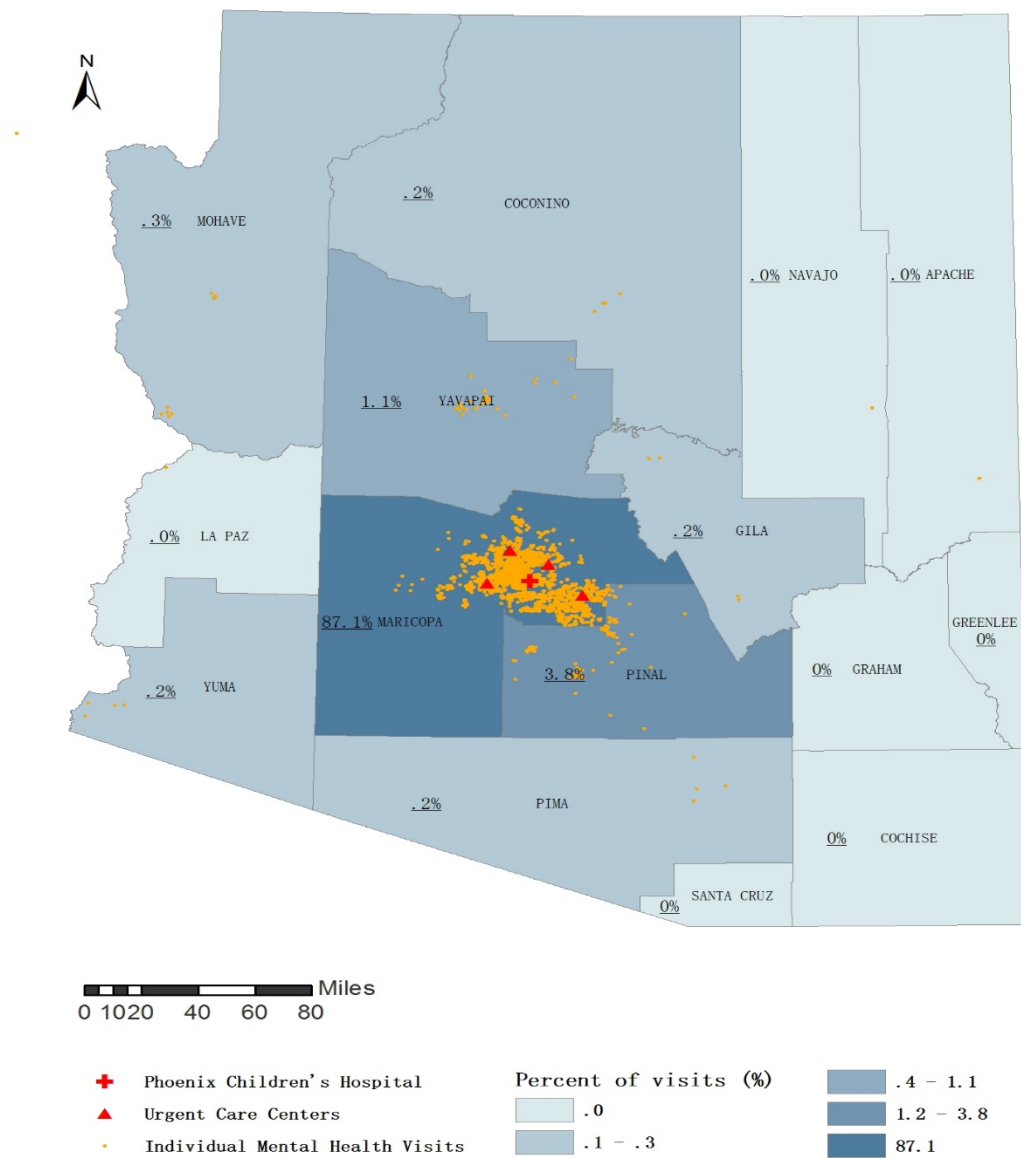 N
.2%
COCONINO
.3%
MOHAVE
.0% NAVAJO
.0% APACHE
1.1%
YAVAPAI
.0%
LA PAZ
.2%
GILA
87.1% MARICOPA
GREENLEE
0%
0%
GRAHAM
3.8%
PINAL
.2%
YUMA
.2%
PIMA
0%
COCHISE
0%
SANTA CRUZ
Miles
0 10 20 40 60 80
Phoenix Children's Hospital
Urgent Care Centers
Individual Mental Health Visits
Percent of visits (%)
.0
.1 - .3
.4 - 1.1
1.2 - 3.8
87.1